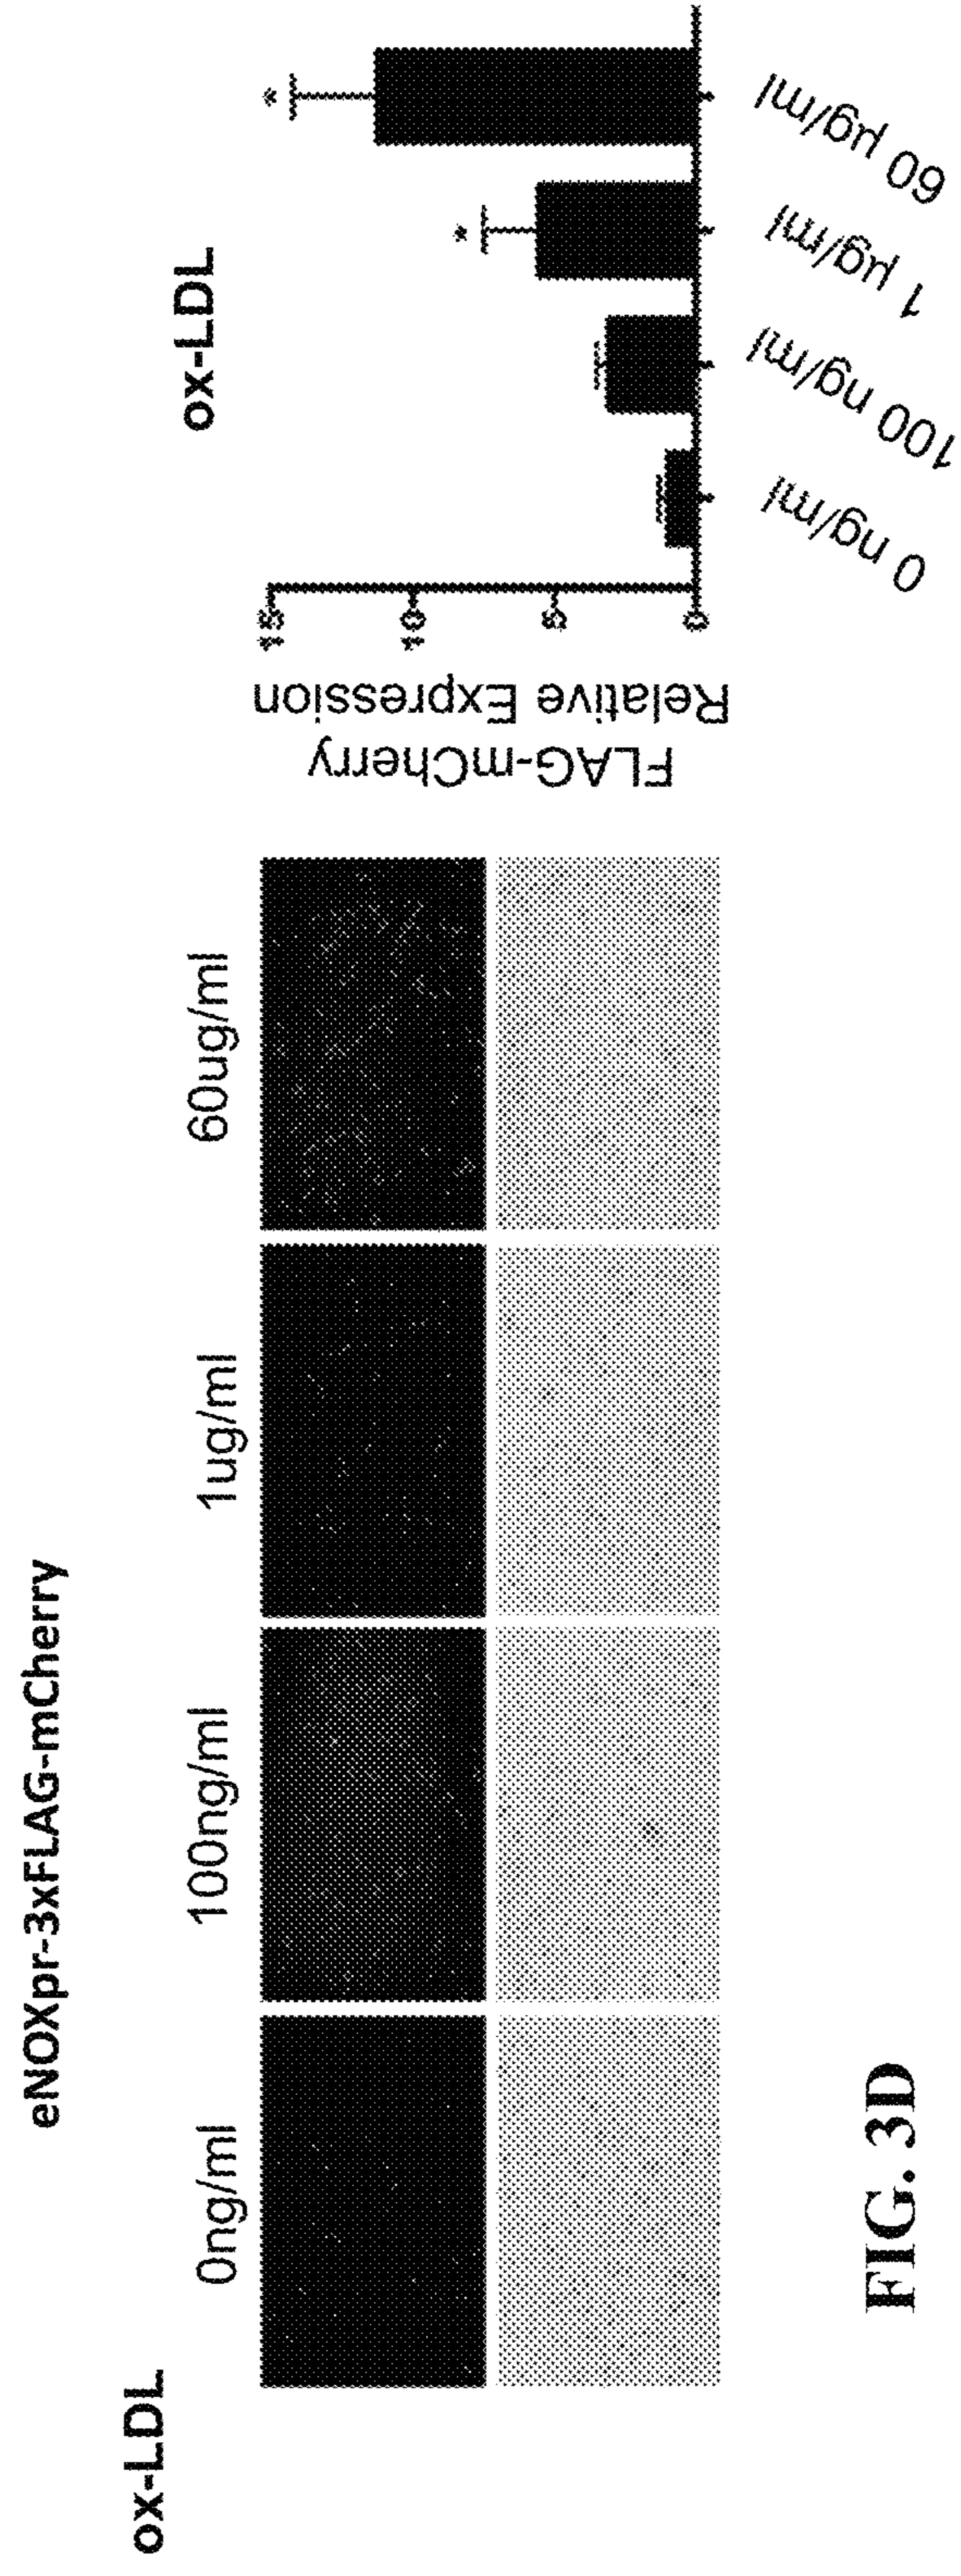 eNOXpr-3xFLAG-mCherry
ox-LDL
0ng/ml
100ng/ml
1ug/ml
60ug/ml
ox-LDL
FLAG-mCherry
Relative Expression
15
10
5
0
*
*
0 ng/ml
100 ng/ml
1 µg/ml
60 µg/ml
FIG. 3D